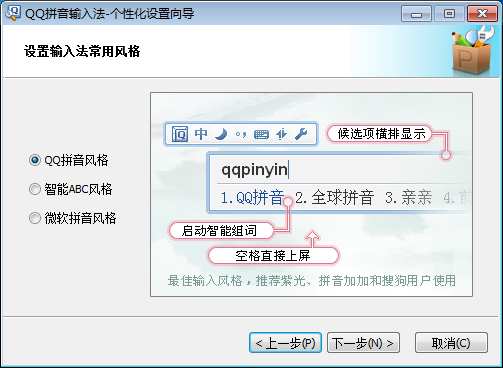 QQ拼音输入法-个性化设置向导
设置输入法常用风格
QQ拼音风格
智能ABC风格
微软拼音风格
中
候选项横排显示
qqpinyin
1.QQ拼音 2.全球拼音 3.亲亲 4.前
启动智能组词
空格直接上屏
最佳输入风格，推荐紫光、拼音加加和搜狗用户使用
< 上一步(P)
下一步(N) >
取消(C)